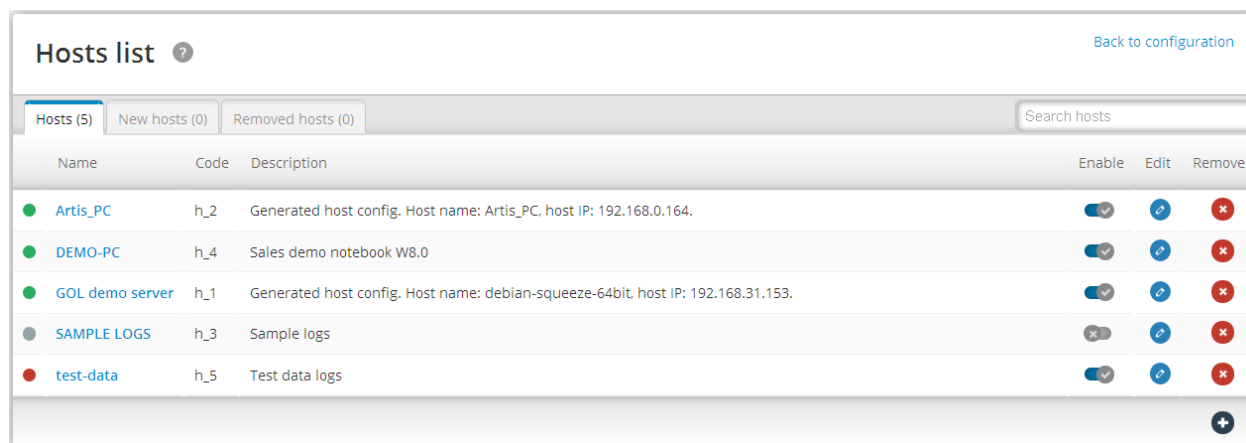 Hosts list ?
Back to configuration
Hosts (5) New hosts (0) Removed hosts (0) Search hosts
Name Code Description Enable Edit Remove
Artis_PC h_2 Generated host config. Host name: Artis_PC, host IP: 192.168.0.164.
DEMO-PC h_4 Sales demo notebook W8.0
GOL demo server h_1 Generated host config. Host name: debian-squeeze-64bit, host IP: 192.168.31.153.
SAMPLE LOGS h_3 Sample logs
test-data h_5 Test data logs